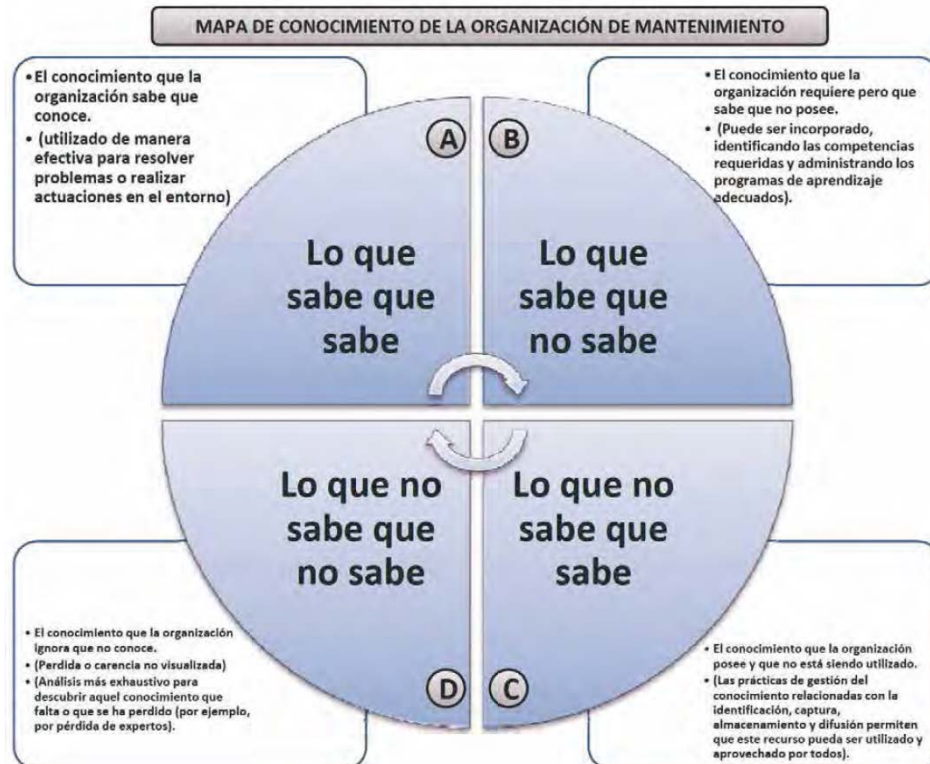 MAPA DE CONOCIMIENTO DE LA ORGANIZACIÓN DE MANTENIMIENTO
• El conocimiento que la
organización sabe que
conoce.
• (utilizado de manera
efectiva para resolver
problemas o realizar
actuaciones en el entorno)
A
Lo que
sabe que
sabe
B
Lo que
sabe que
no sabe
• El conocimiento que la
organización requiere pero que
sabe que no posee.
• (Puede ser incorporado,
identificando las competencias
requeridas y administrando los
programas de aprendizaje
adecuados).
Lo que no
sabe que
no sabe
D
• El conocimiento que la organización
ignora que no conoce.
• (Perdida o carencia no visualizada)
• (Análisis más exhaustivo para
descubrir aquel conocimiento que
falta o que se ha perdido (por ejemplo,
por pérdida de expertos).
Lo que no
sabe que
sabe
C
• El conocimiento que la organización
posee y que no está siendo utilizado.
• (Las prácticas de gestión del
conocimiento relacionadas con la
identificación, captura,
almacenamiento y difusión permiten
que este recurso pueda ser utilizado y
aprovechado por todos).